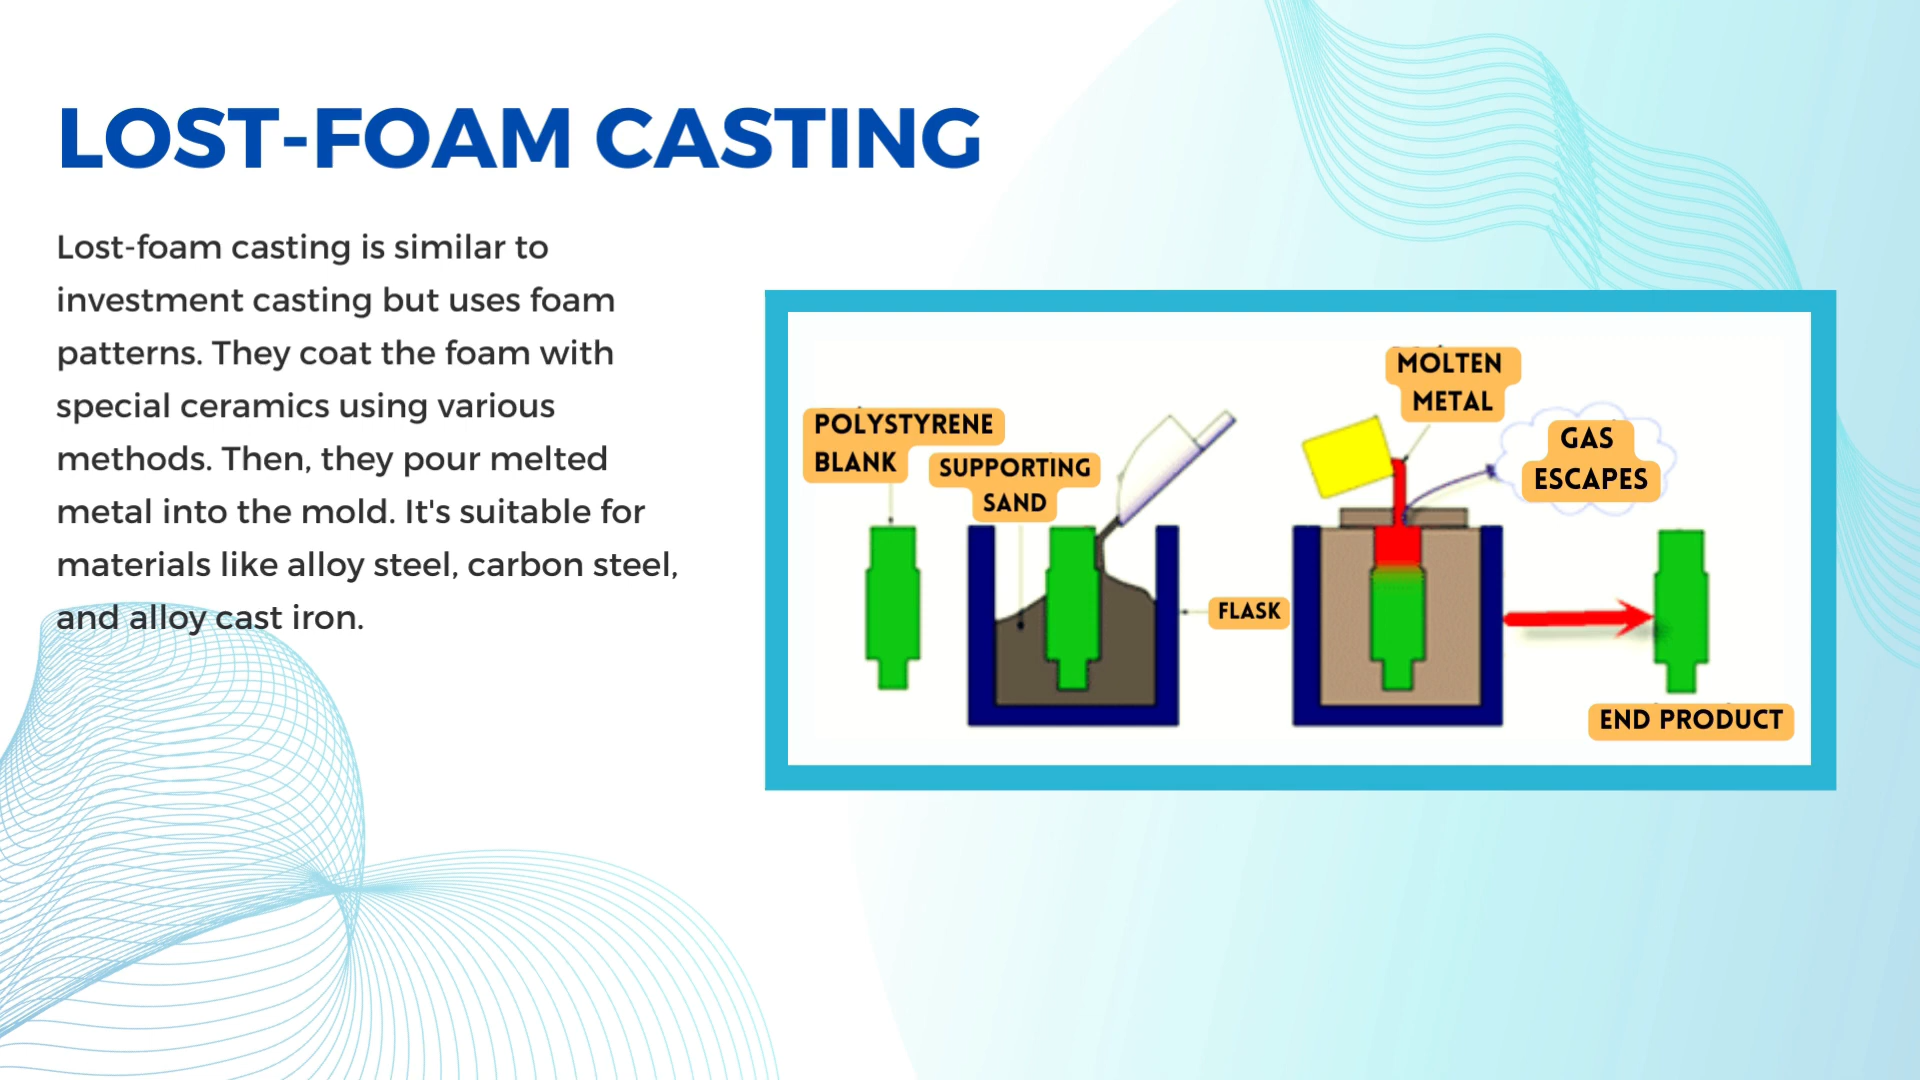 LOST-FOAM CASTING
Lost-foam casting is similar to
investment casting but uses foam
patterns. They coat the foam with
special ceramics using various
methods. Then, they pour melted
metal into the mold. It's suitable for
materials like alloy steel, carbon steel,
and alloy cast iron.
POLYSTYRENE
BLANK
SUPPORTING
SAND
FLASK
MOLTEN
METAL
GAS
ESCAPES
END PRODUCT